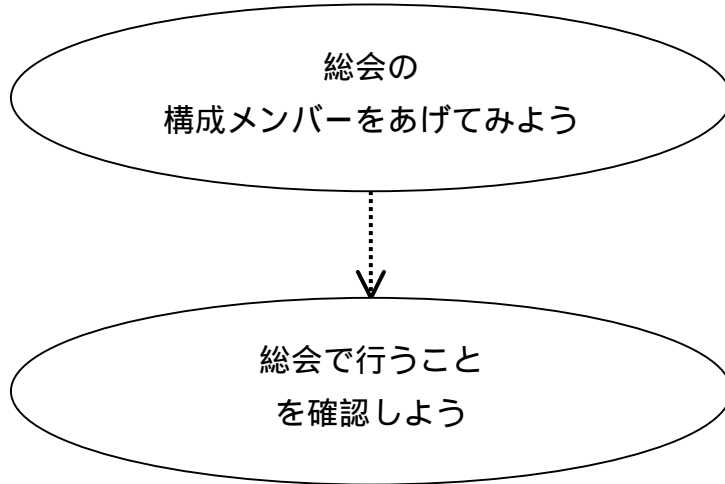 総会の
構成メンバーをあげてみよう
総会で行うこと
を確認しよう